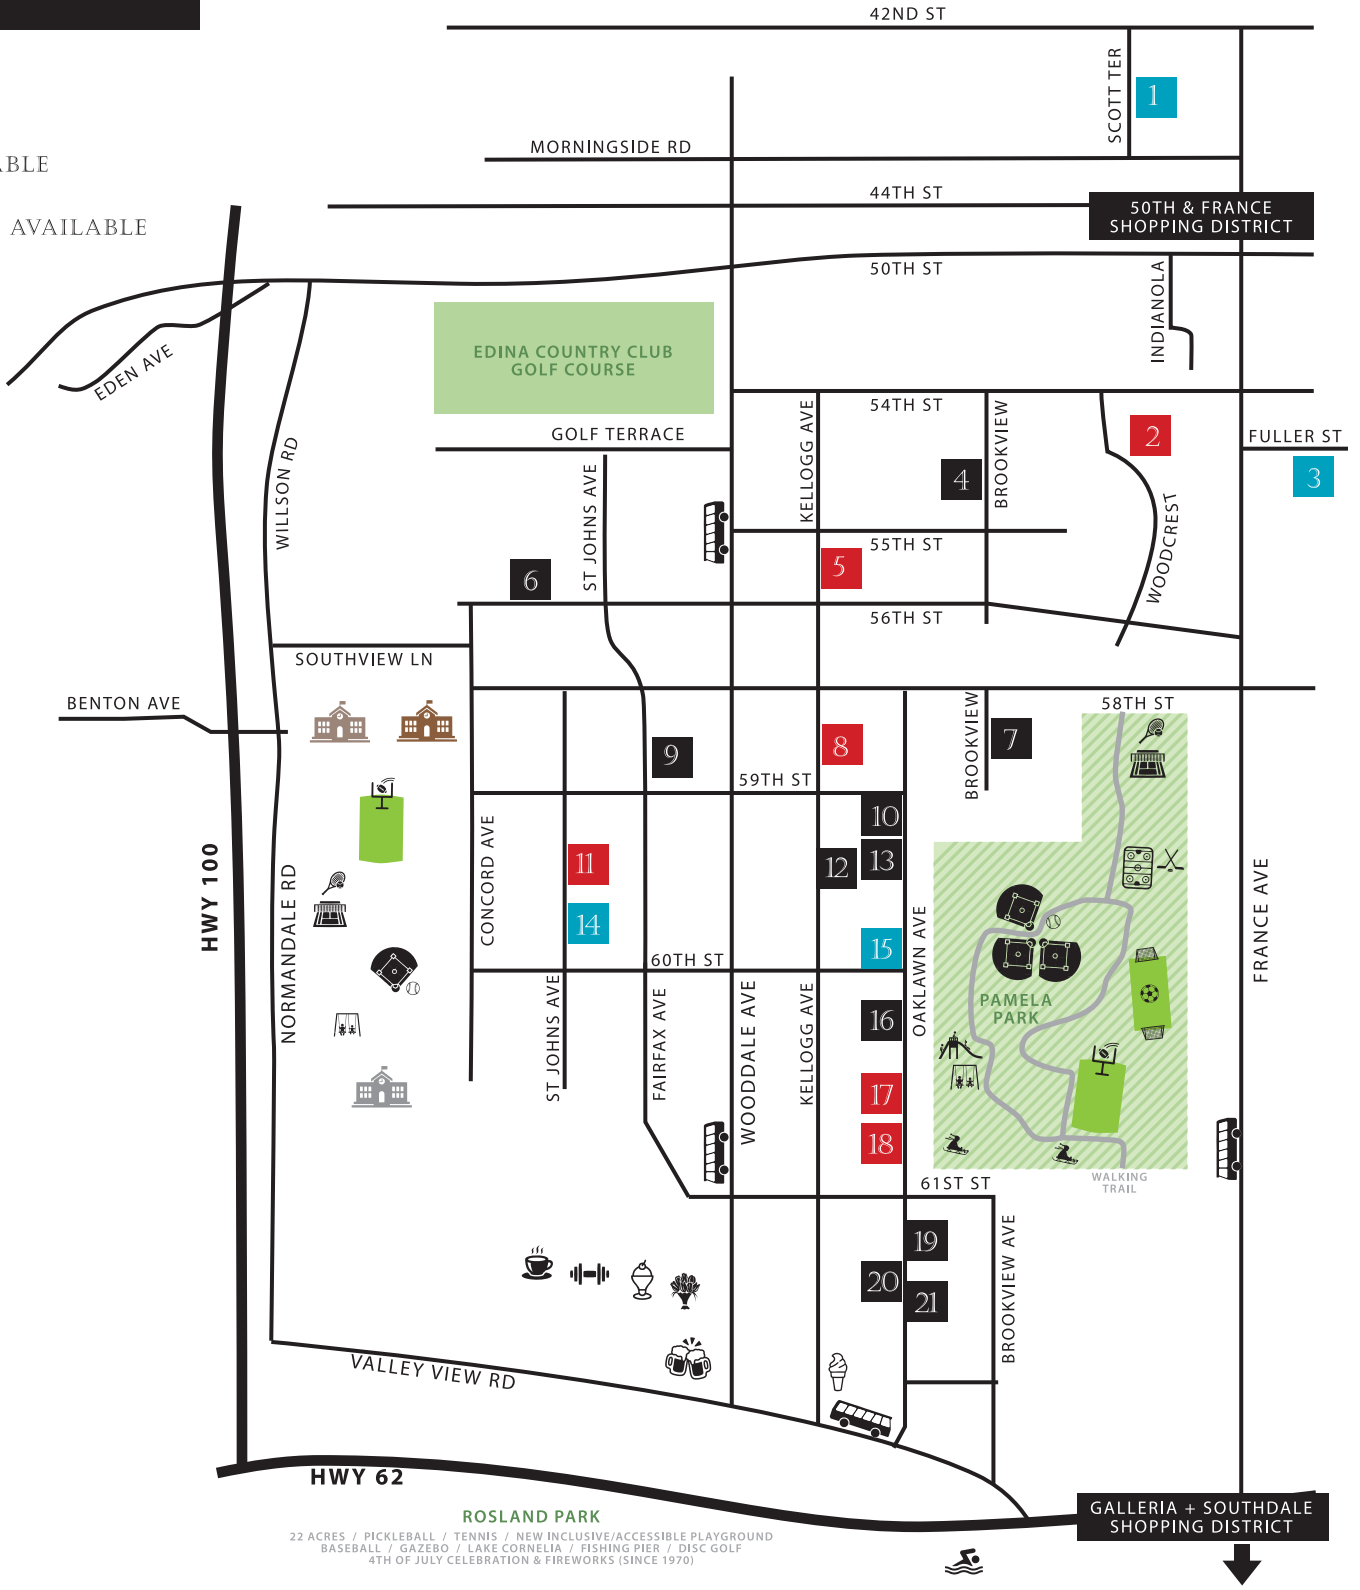 42ND ST
SCOTT TER
1
MORNINGSIDE RD
ABLE
44TH ST
AVAILABLE
50TH & FRANCE
SHOPPING DISTRICT
50TH ST
INDIANOLA
EDEN AVE
EDINA COUNTRY CLUB
GOLF COURSE
54TH ST
KELLOGG AVE
BROOKVIEW
2
FULLER ST
3
GOLF TERRACE
WILLSON RD
ST JOHNS AVE
4
WOODCREST
55TH ST
5
6
56TH ST
SOUTHVIEW LN
BENTON AVE
58TH ST
BROOKVIEW
7
8
9
59TH ST
10
CONCORD AVE
11
12
13
HWY 100
NORMANDALE RD
14
15
OAKLAWN AVE
FRANCE AVE
60TH ST
PAMELA
PARK
ST JOHNS AVE
FAIRFAX AVE
WOODDALE AVE
KELLOGG AVE
16
17
18
WALKING
TRAIL
61ST ST
19
20
21
BROOKVIEW AVE
VALLEY VIEW RD
HWY 62
GALLERIA + SOUTHDALE
SHOPPING DISTRICT
ROSLAND PARK
22 ACRES / PICKLEBALL / TENNIS / NEW INCLUSIVE/ACCESSIBLE PLAYGROUND
BASEBALL / GAZEBO / LAKE CORNELIA / FISHING PIER / DISC GOLF
4TH OF JULY CELEBRATION & FIREWORKS (SINCE 1970)